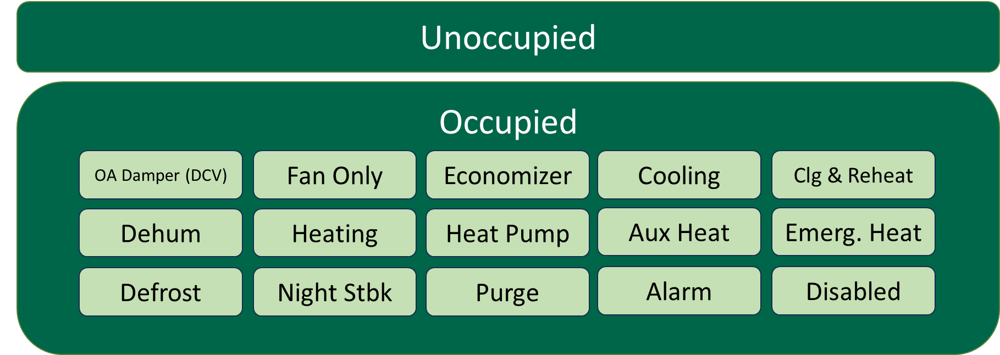 Unoccupied
Occupied
OA Damper (DCV)
Fan Only
Economizer
Cooling
Clg & Reheat
Dehum
Heating
Heat Pump
Aux Heat
Emerg. Heat
Defrost
Night Stbk
Purge
Alarm
Disabled